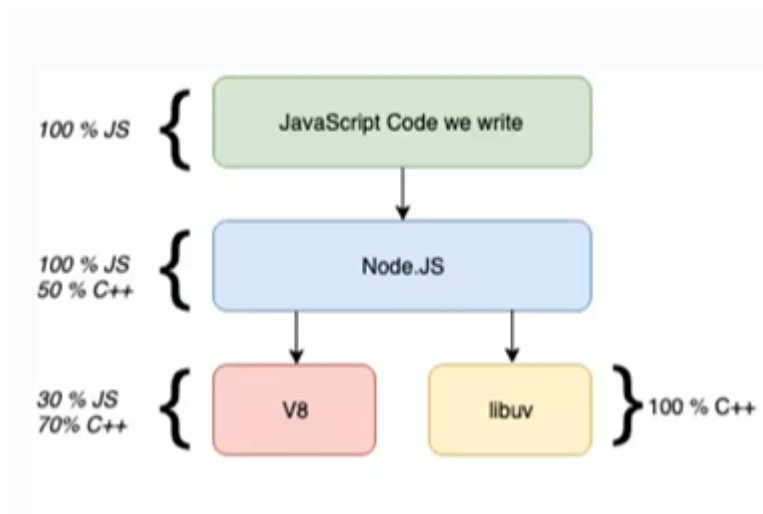 100 % JS
JavaScript Code we write
100 % JS
50 % C++
Node.JS
30 % JS
70% C++
V8
libuv
100 % C++